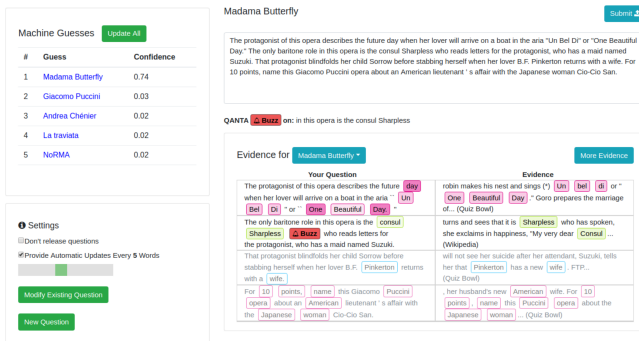 Madama Butterfly
Submit
Machine Guesses
Update All
# Guess Confidence
1 Madama Butterfly 0.74
2 Giacomo Puccini 0.03
3 Andrea Chénier 0.02
4 La traviata 0.02
5 NoRMA 0.02
The protagonist of this opera describes the future day when her lover will arrive on a boat in the aria "Un Bel Di" or "One Beautiful
Day." The only baritone role in this opera is the consul Sharpless who reads letters for the protagonist, who has a maid named
Suzuki. That protagonist blindfolds her child Sorrow before stabbing herself when her lover B.F. Pinkerton returns with a wife. For
10 points, name this Giacomo Puccini opera about an American lieutenant ' s affair with the Japanese woman Cio-Cio San.
QANTA Buzz on: in this opera is the consul Sharpless
Evidence for Madama Butterfly
More Evidence
Your Question
The protagonist of this opera describes the future day
when her lover will arrive on a boat in the aria `` Un
Bel Di " or `` One Beautiful Day. "
The only baritone role in this opera is the consul
Sharpless Buzz who reads letters for
the protagonist, who has a maid named Suzuki.
That protagonist blindfolds her child Sorrow before
stabbing herself when her lover B.F. Pinkerton returns
with a wife.
For 10 points, name this Giacomo Puccini
opera about an American lieutenant ' s affair with
the Japanese woman Cio-Cio San.
Evidence
robin makes his nest and sings (*) Un bel di or "
One Beautiful Day ." Goro prepares the marriage
of... (Quiz Bowl)
turns and sees that it is Sharpless who has spoken,
she exclaims in happiness, "My very dear Consul ...
(Wikipedia)
will not see her suicide after her attendant, Suzuki, tells
her that Pinkerton has a new wife . FTP...
(Quiz Bowl)
, her husband's new American wife. For 10
points , name this Puccini opera about the
Japanese woman ... (Quiz Bowl)
Settings
Don't release questions
Provide Automatic Updates Every 5 Words
Modify Existing Question
New Question